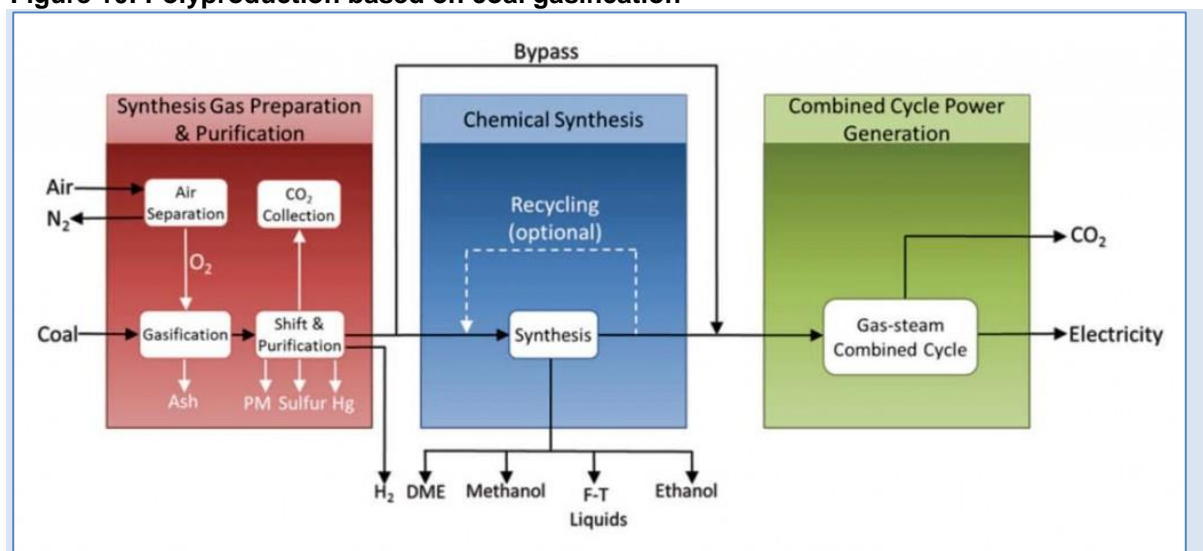 Figure 10. Polyproduction based on coal gasification
Bypass
Synthesis Gas Preparation
& Purification
Chemical Synthesis
Combined Cycle Power
Generation
Air
N₂
Air
Separation
CO₂
Collection
O₂
Recycling
(optional)
CO₂
Coal
Gasification
Shift &
Purification
Synthesis
Gas-steam
Combined Cycle
Electricity
Ash
PM Sulfur Hg
H₂ DME Methanol F-T Ethanol
Liquids